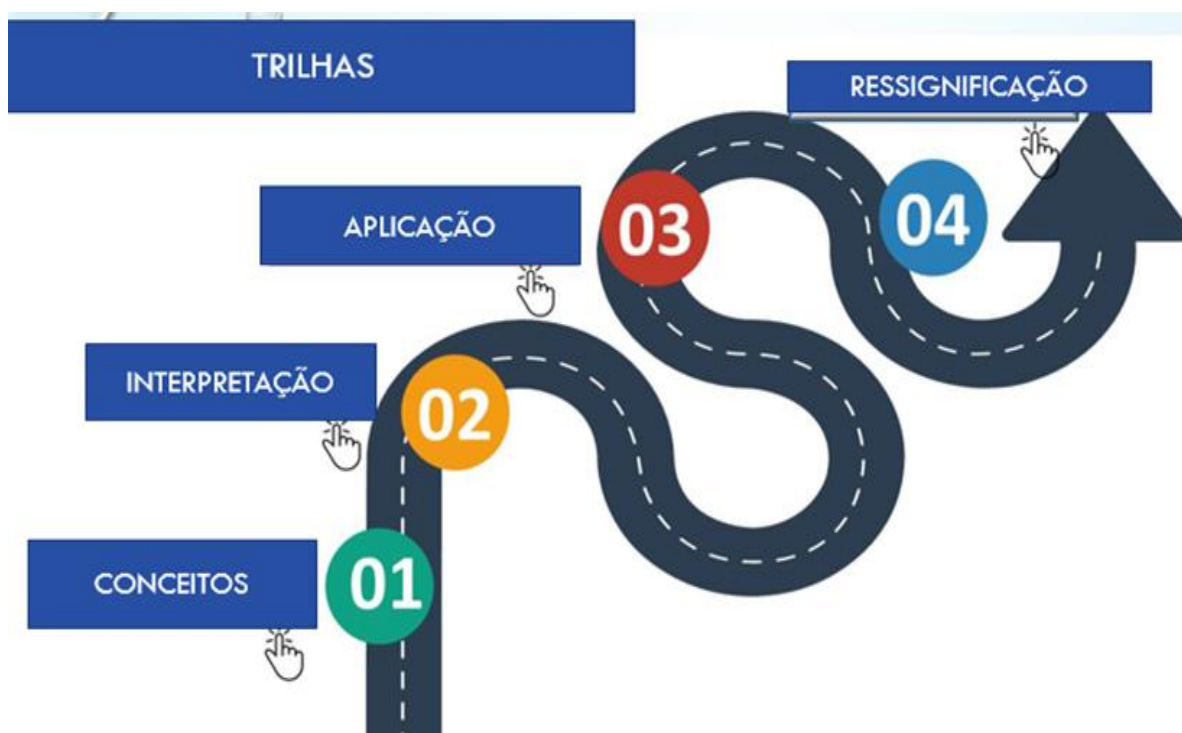 TRILHAS
RESSIGNIFICAÇÃO
04
APLICAÇÃO
03
INTERPRETAÇÃO
02
CONCEITOS
01